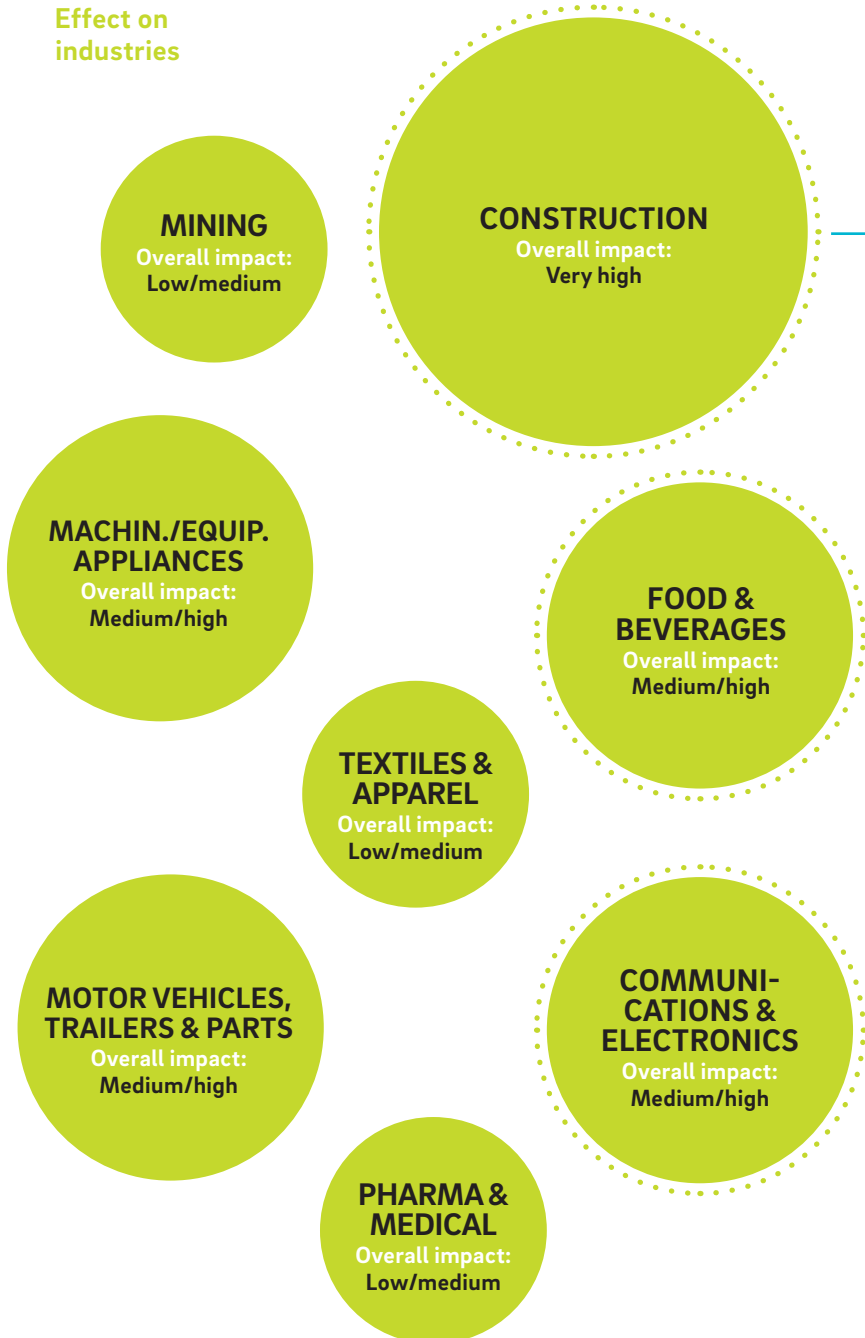 Effect on
industries
MINING
Overall impact:
Low/medium
CONSTRUCTION
Overall impact:
Very high
MACHIN./EQUIP.
APPLIANCES
Overall impact:
Medium/high
FOOD &
BEVERAGES
Overall impact:
Medium/high
TEXTILES &
APPAREL
Overall impact:
Low/medium
MOTOR VEHICLES,
TRAILERS & PARTS
Overall impact:
Medium/high
COMMUNI-
CATIONS &
ELECTRONICS
Overall impact:
Medium/high
PHARMA &
MEDICAL
Overall impact:
Low/medium